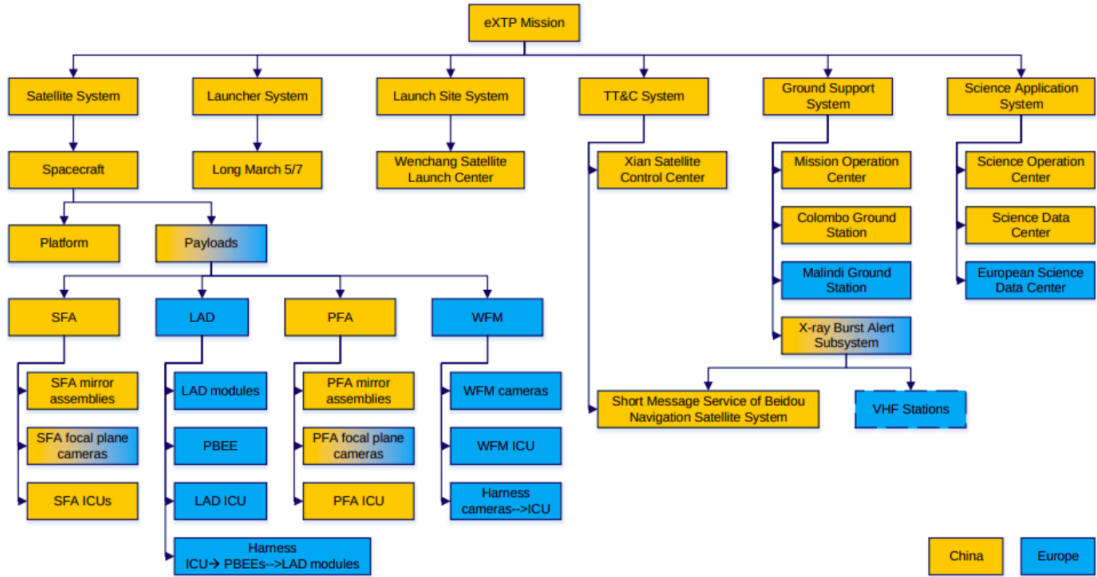 eXTP Mission
Satellite System
Launcher System
Launch Site System
TT&C System
Ground Support
System
Science Application
System
Spacecraft
Long March 5/7
Wenchang Satellite
Launch Center
Xian Satellite
Control Center
Mission Operation
Center
Science Operation
Center
Platform
Payloads
Colombo Ground
Station
Science Data
Center
Malindi Ground
Station
European Science
Data Center
SFA
LAD
PFA
WFM
X-ray Burst Alert
Subsystem
SFA mirror
assemblies
LAD modules
PFA mirror
assemblies
WFM cameras
Short Message Service of Beidou
Navigation Satellite System
VHF Stations
SFA focal plane
cameras
PBEE
PFA focal plane
cameras
WFM ICU
SFA ICUs
LAD ICU
PFA ICU
Harness
cameras-->ICU
Harness
ICU→ PBEEs-->LAD modules
China
Europe